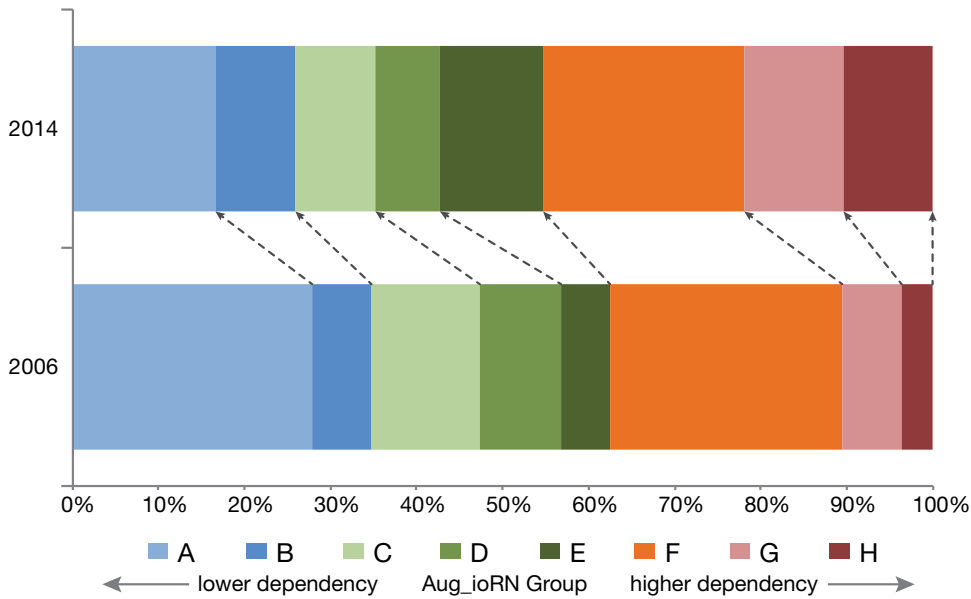 2014
2006
0% 10% 20% 30% 40% 50% 60% 70% 80% 90% 100%
A B C D E F G H
lower dependency Aug_ioRN Group higher dependency